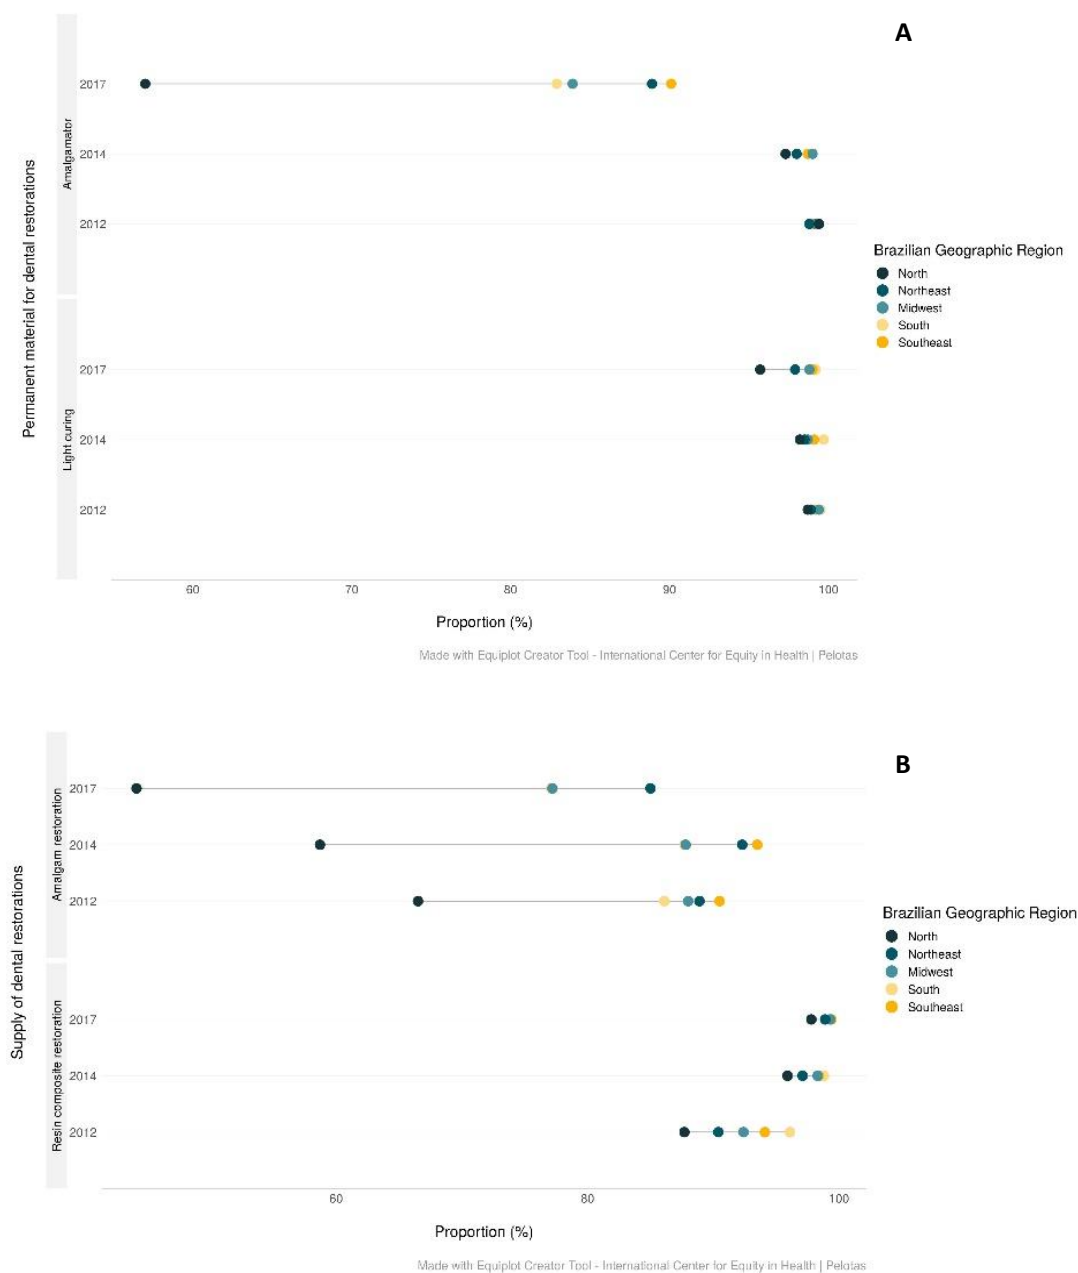 A
Permanent material for dental restorations
Amalgamator
2017
2014
2012
Light curing
2017
2014
2012
60 70 80 90 100
Proportion (%)
Brazilian Geographic Region
North
Northeast
Midwest
South
Southeast
Made with Equiplot Creator Tool - International Center for Equity in Health | Pelotas
B
Supply of dental restorations
Amalgam restoration
2017
2014
2012
Resin composite restoration
2017
2014
2012
60 80 100
Proportion (%)
Brazilian Geographic Region
North
Northeast
Midwest
South
Southeast
Made with Equiplot Creator Tool - International Center for Equity in Health | Pelotas